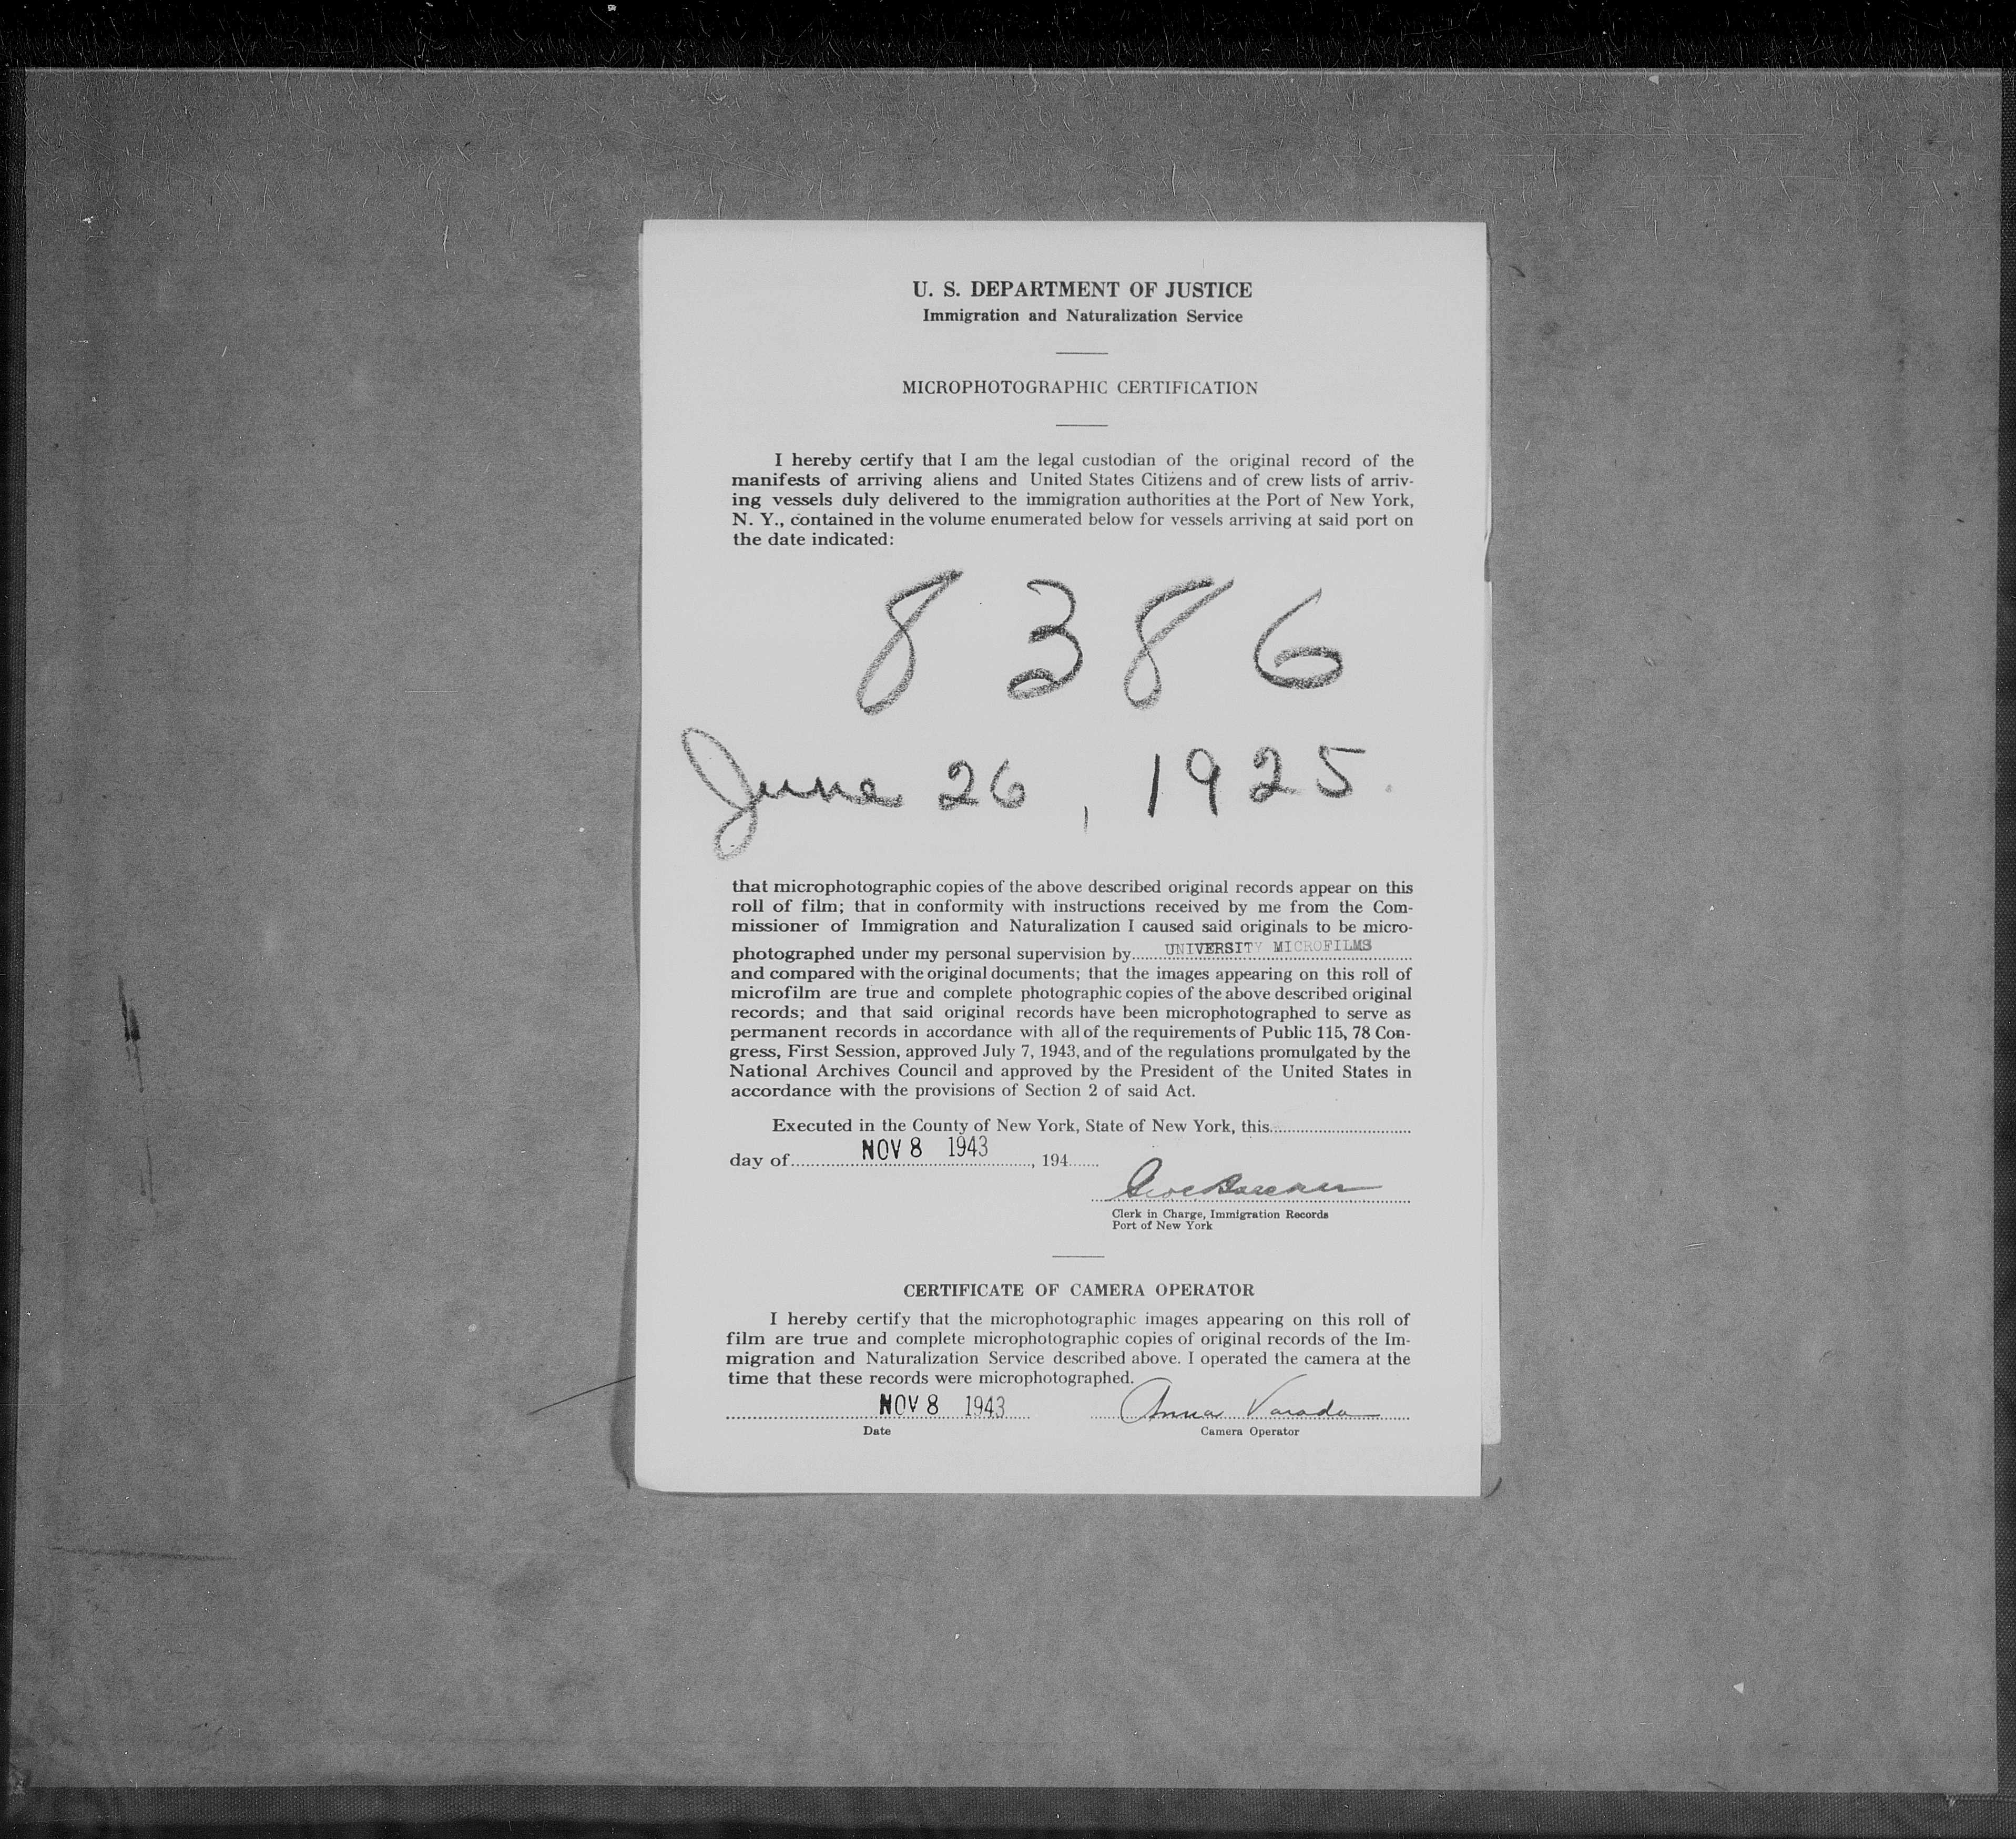 U. S. DEPARTMENT OF JUSTICE
Immigration and Naturalization Service
MICROPHOTOGRAPHIC CERTIFICATION
I hereby certify that I am the legal custodian of the original record of the
manifests of arriving aliens and United States Citizens and of crew lists of arriv-
ing vessels duly delivered to the immigration authorities at the Port of New York,
N. Y., contained in the volume enumerated below for vessels arriving at said port on
the date indicated:
8 3 8 6
June 26, 1925.
that microphotographic copies of the above described original records appear on this
roll of film; that in conformity with instructions received by me from the Com-
missioner of Immigration and Naturalization I caused said originals to be micro-
photographed under my personal supervision by UNIVERSITY MICROFILMS
and compared with the original documents; that the images appearing on this roll of
microfilm are true and complete photographic copies of the above described original
records; and that said original records have been microphotographed to serve as
permanent records in accordance with all of the requirements of Public 115, 78 Con-
gress, First Session, approved July 7, 1943, and of the regulations promulgated by the
National Archives Council and approved by the President of the United States in
accordance with the provisions of Section 2 of said Act.
Executed in the County of New York, State of New York, this
day of NOV 8 1943, 194
Clerk in Charge, Immigration Records
Port of New York
CERTIFICATE OF CAMERA OPERATOR
I hereby certify that the microphotographic images appearing on this roll of
film are true and complete microphotographic copies of original records of the Im-
migration and Naturalization Service described above. I operated the camera at the
time that these records were microphotographed.
NOV 8 1943 Anna Varada
Date Camera Operator